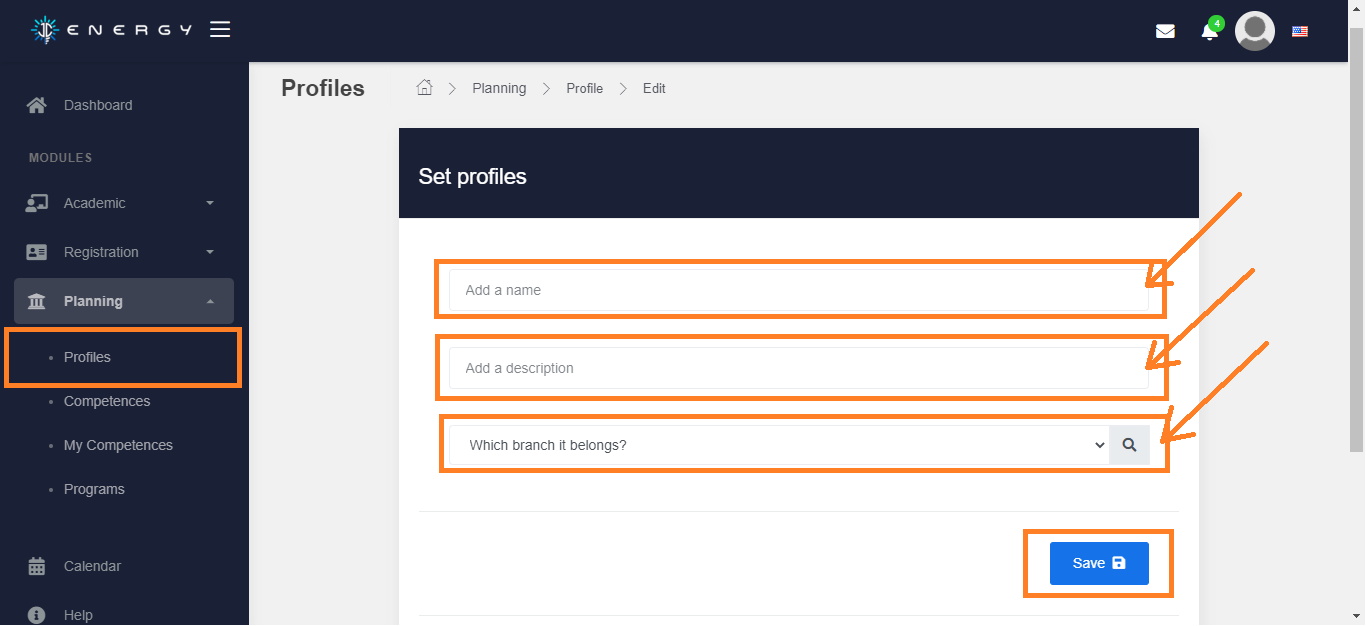 ENERGY
4
Profiles
Planning
Profile
Edit
Dashboard
MODULES
Academic
Registration
Planning
Profiles
Competences
My Competences
Programs
Calendar
Help
Set profiles
Add a name
Add a description
Which branch it belongs?
Save